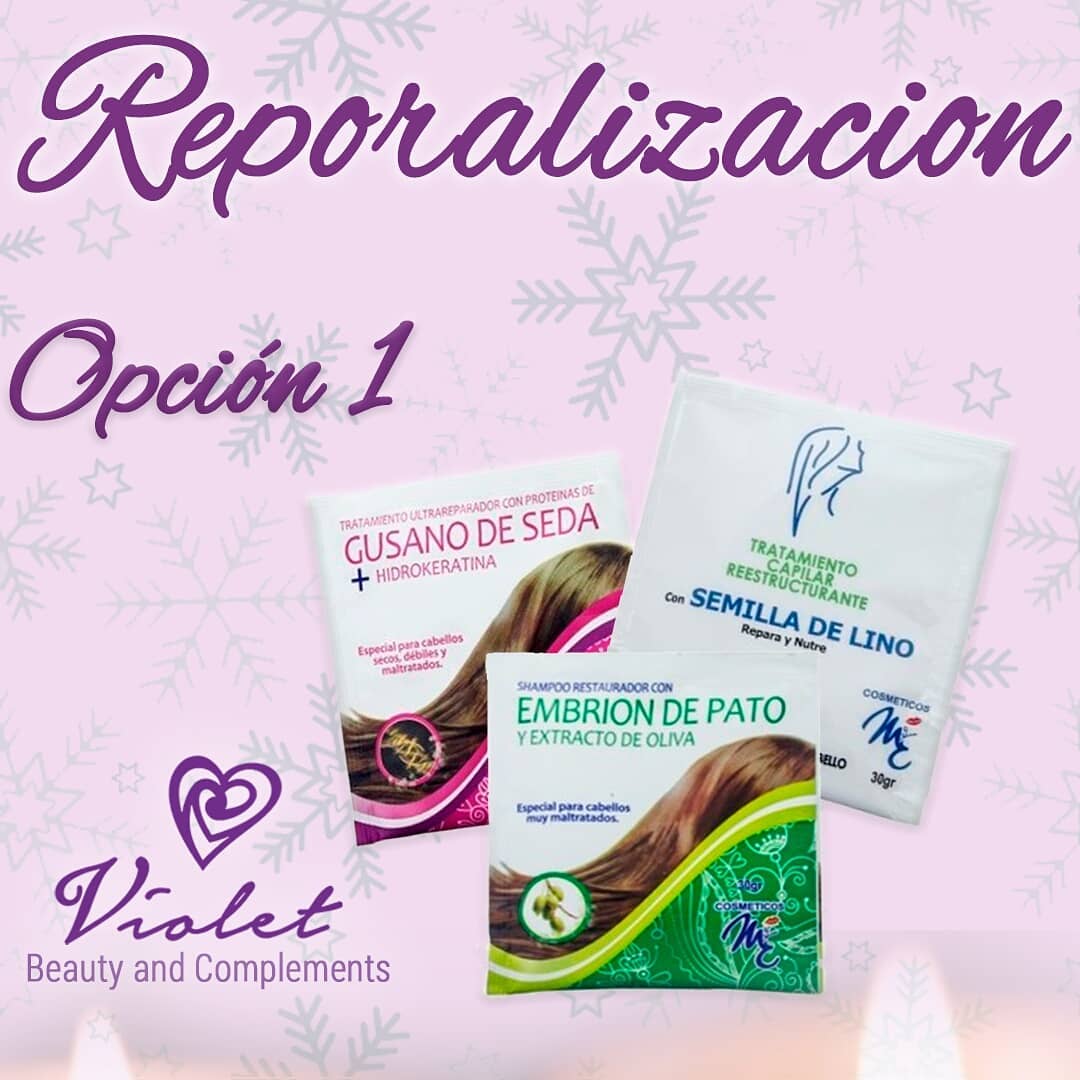 Reporalizacion
Opción 1
TRATAMIENTO ULTRAREPARADOR CON PROTEINAS DE
GUSANO DE SEDA
+ HIDROKERATINA
Especial para cabellos
secos, débiles y
maltratados.
TRATAMIENTO
CAPILAR
REESTRUCTURANTE
Con SEMILLA DE LINO
Repara y Nutre
COSMETICOS
30gr
SHAMPOO RESTAURADOR CON
EMBRION DE PATO
Y EXTRACTO DE OLIVA
Especial para cabellos
muy maltratados.
30gr
COSMETICOS
Violet
Beauty and Complements